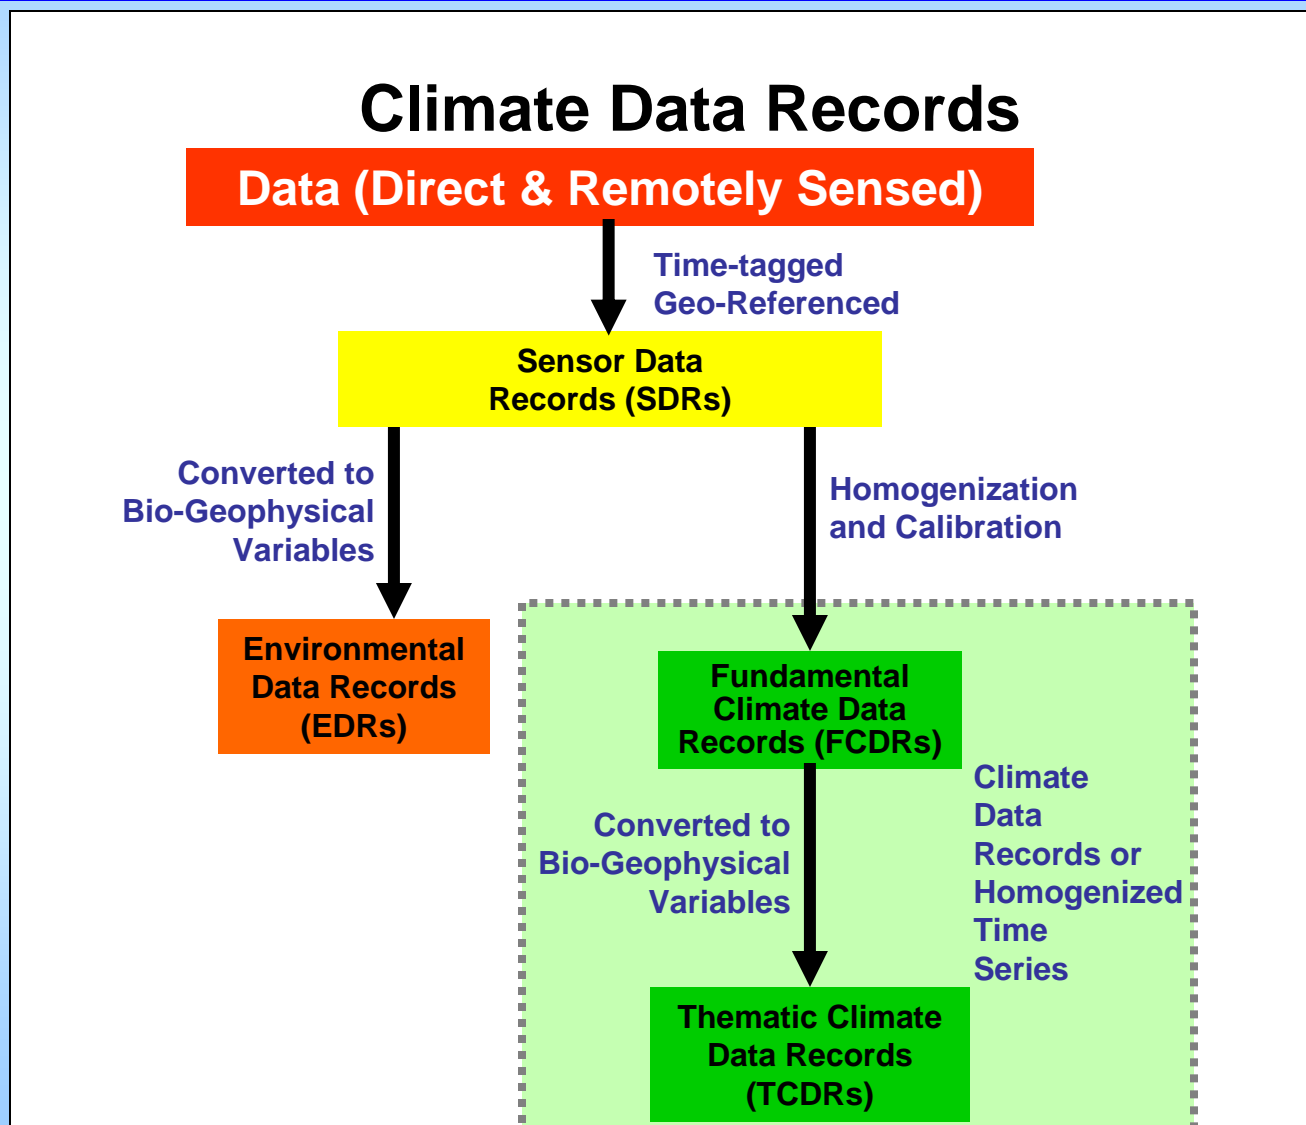 Climate Data Records
Data (Direct & Remotely Sensed)
Time-tagged
Geo-Referenced
Sensor Data
Records (SDRs)
Converted to
Bio-Geophysical
Variables
Homogenization
and Calibration
Environmental
Data Records
(EDRs)
Fundamental
Climate Data
Records (FCDRs)
Converted to
Bio-Geophysical
Variables
Climate
Data
Records or
Homogenized
Time
Series
Thematic Climate
Data Records
(TCDRs)